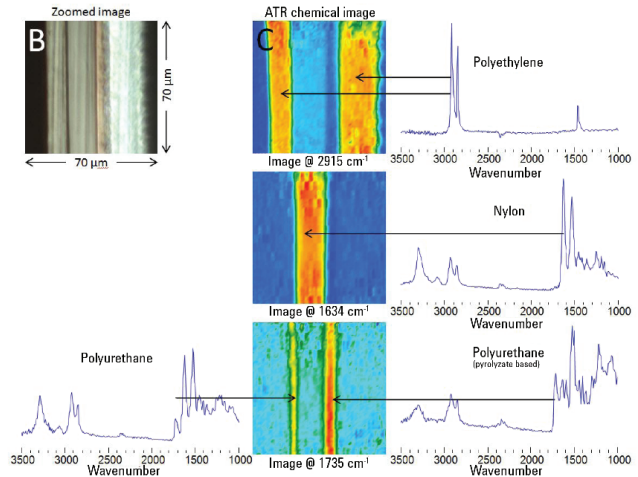 Zoomed image
B
70 µm
70 µm
ATR chemical image
C
Polyethylene
3500 3000 2500 2000 1500 1000
Wavenumber
Image @ 2915 cm-1
Nylon
3500 3000 2500 2000 1500 1000
Wavenumber
Image @ 1634 cm-1
Polyurethane
3500 3000 2500 2000 1500 1000
Wavenumber
Polyurethane
(pyrolyzate based)
3500 3000 2500 2000 1500 1000
Wavenumber
Image @ 1735 cm-1